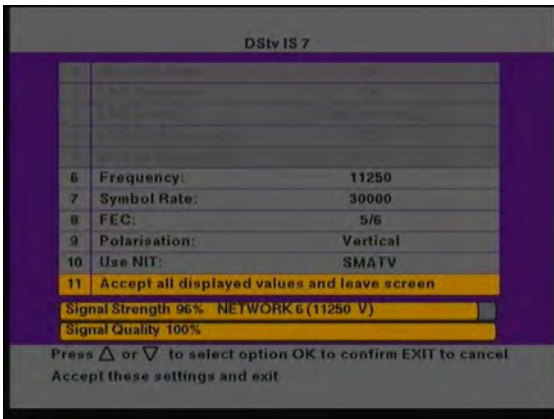 DStv IS 7
6 Frequency: 11250
7 Symbol Rate: 30000
8 FEC: 5/6
9 Polarisation: Vertical
10 Use NIT: SMATV
11 Accept all displayed values and leave screen
Signal Strength 96% NETWORK 6 (11250 V)
Signal Quality 100%
Press △ or ▽ to select option OK to confirm EXIT to cancel
Accept these settings and exit